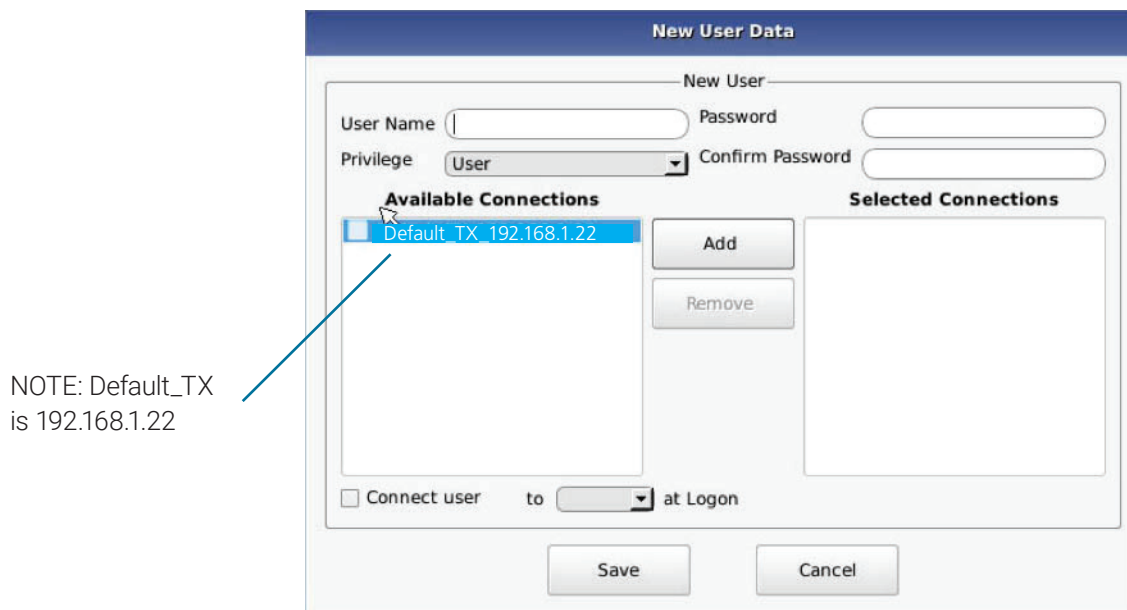 New User Data
New User
User Name
Password
Privilege
User
Confirm Password
Available Connections
Selected Connections
Default_TX_192.168.1.22
Add
Remove
NOTE: Default_TX
is 192.168.1.22
Connect user to at Logon
Save
Cancel